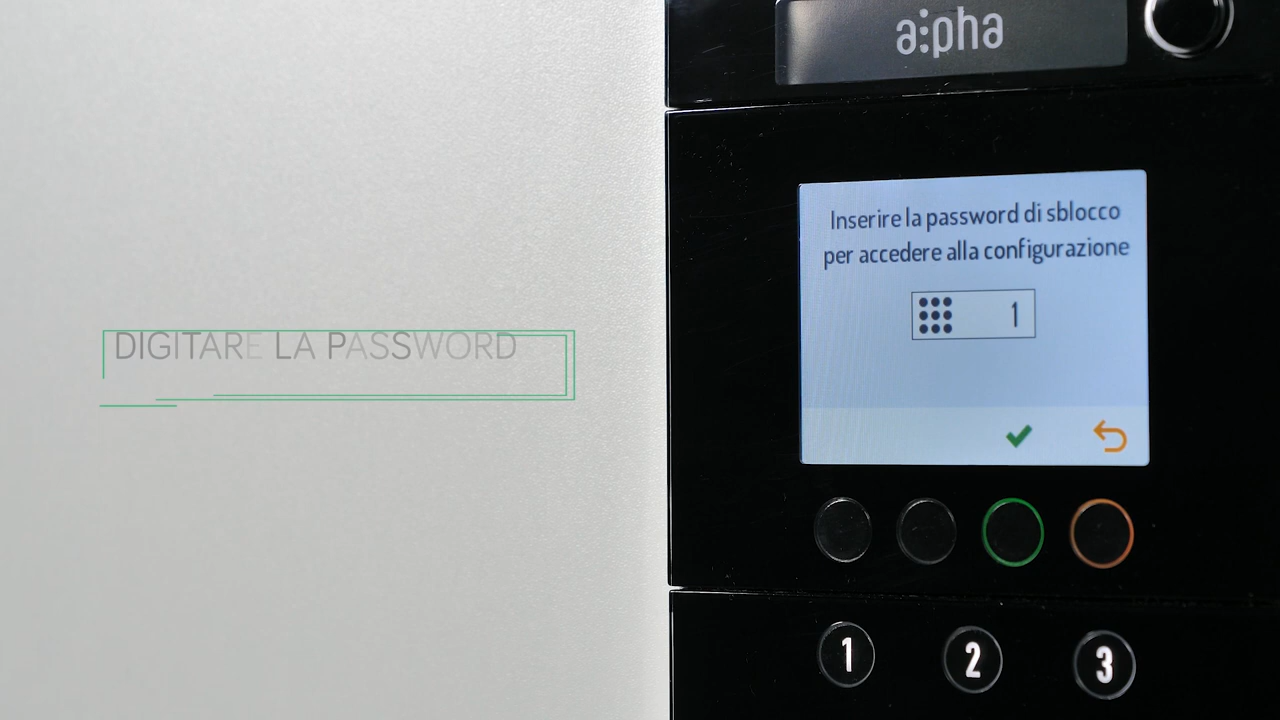 a:pha
Inserire la password di sblocco
per accedere alla configurazione
1
DIGITARE LA PASSWORD
1 2 3